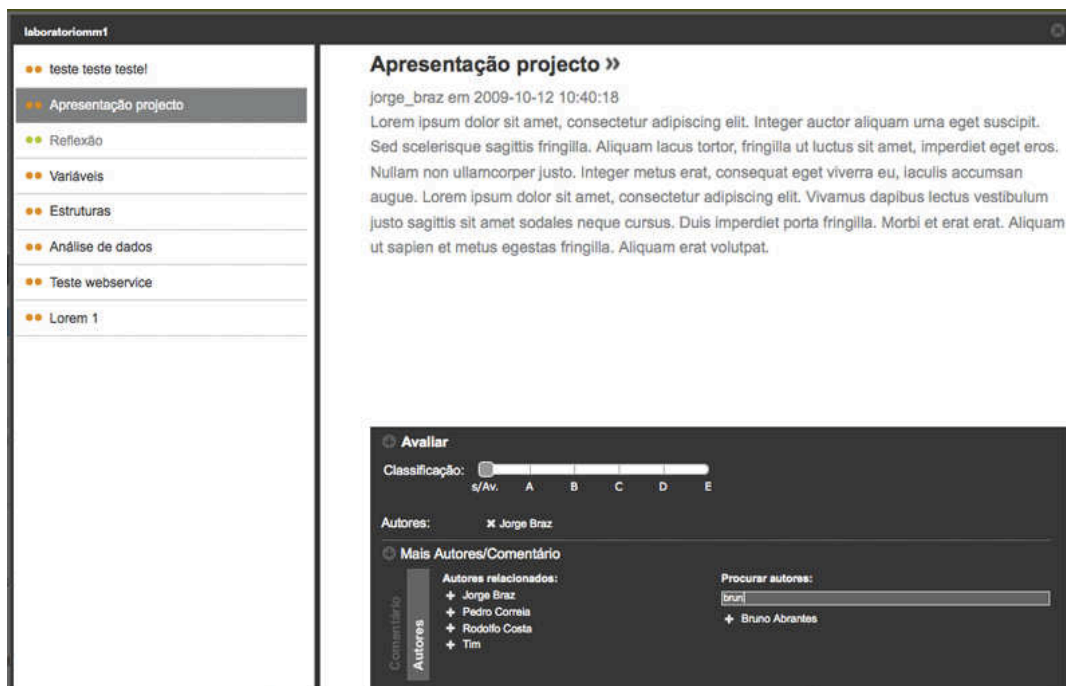 laboratoriomm1
teste teste teste!
Apresentação projecto
Reflexão
Variáveis
Estruturas
Análise de dados
Teste webservice
Lorem 1
Apresentação projecto »
jorge_braz em 2009-10-12 10:40:18
Lorem ipsum dolor sit amet, consectetur adipiscing elit. Integer auctor aliquam urna eget suscipit.
Sed scelerisque sagittis fringilla. Aliquam lacus tortor, fringilla ut luctus sit amet, imperdiet eget eros.
Nullam non ullamcorper justo. Integer metus erat, consequat eget viverra eu, iaculis accumsan
augue. Lorem ipsum dolor sit amet, consectetur adipiscing elit. Vivamus dapibus lectus vestibulum
justo sagittis sit amet sodales neque cursus. Duis imperdiet porta fringilla. Morbi et erat erat. Aliquam
ut sapien et metus egestas fringilla. Aliquam erat volutpat.
Avaliar
Classificação:
s/Av. A B C D E
Autores: Jorge Braz
Mais Autores/Comentário
Comentário
Autores
Autores relacionados:
Jorge Braz
Pedro Correia
Rodolfo Costa
Tim
Procurar autores:
brun
Bruno Abrantes